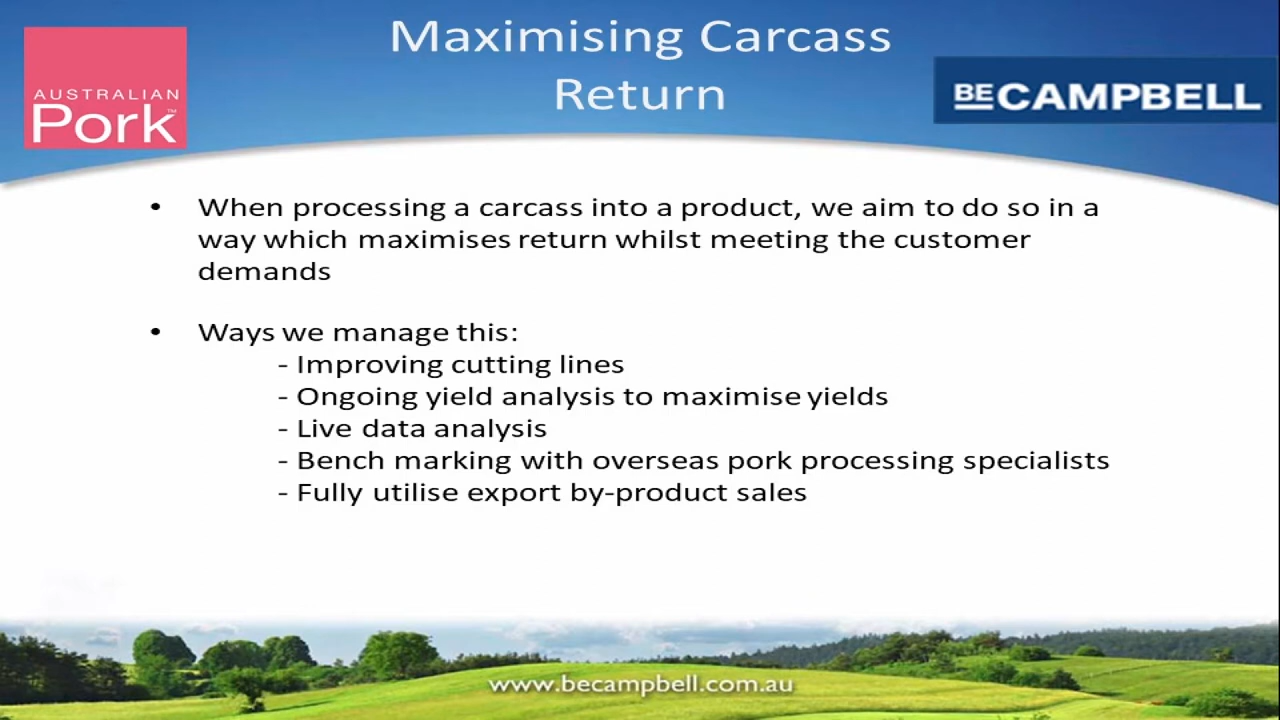 Maximising Carcass
Return
AUSTRALIAN
Pork™
BECAMPBELL
• When processing a carcass into a product, we aim to do so in a
way which maximises return whilst meeting the customer
demands
• Ways we manage this:
- Improving cutting lines
- Ongoing yield analysis to maximise yields
- Live data analysis
- Bench marking with overseas pork processing specialists
- Fully utilise export by-product sales
www.becampbell.com.au